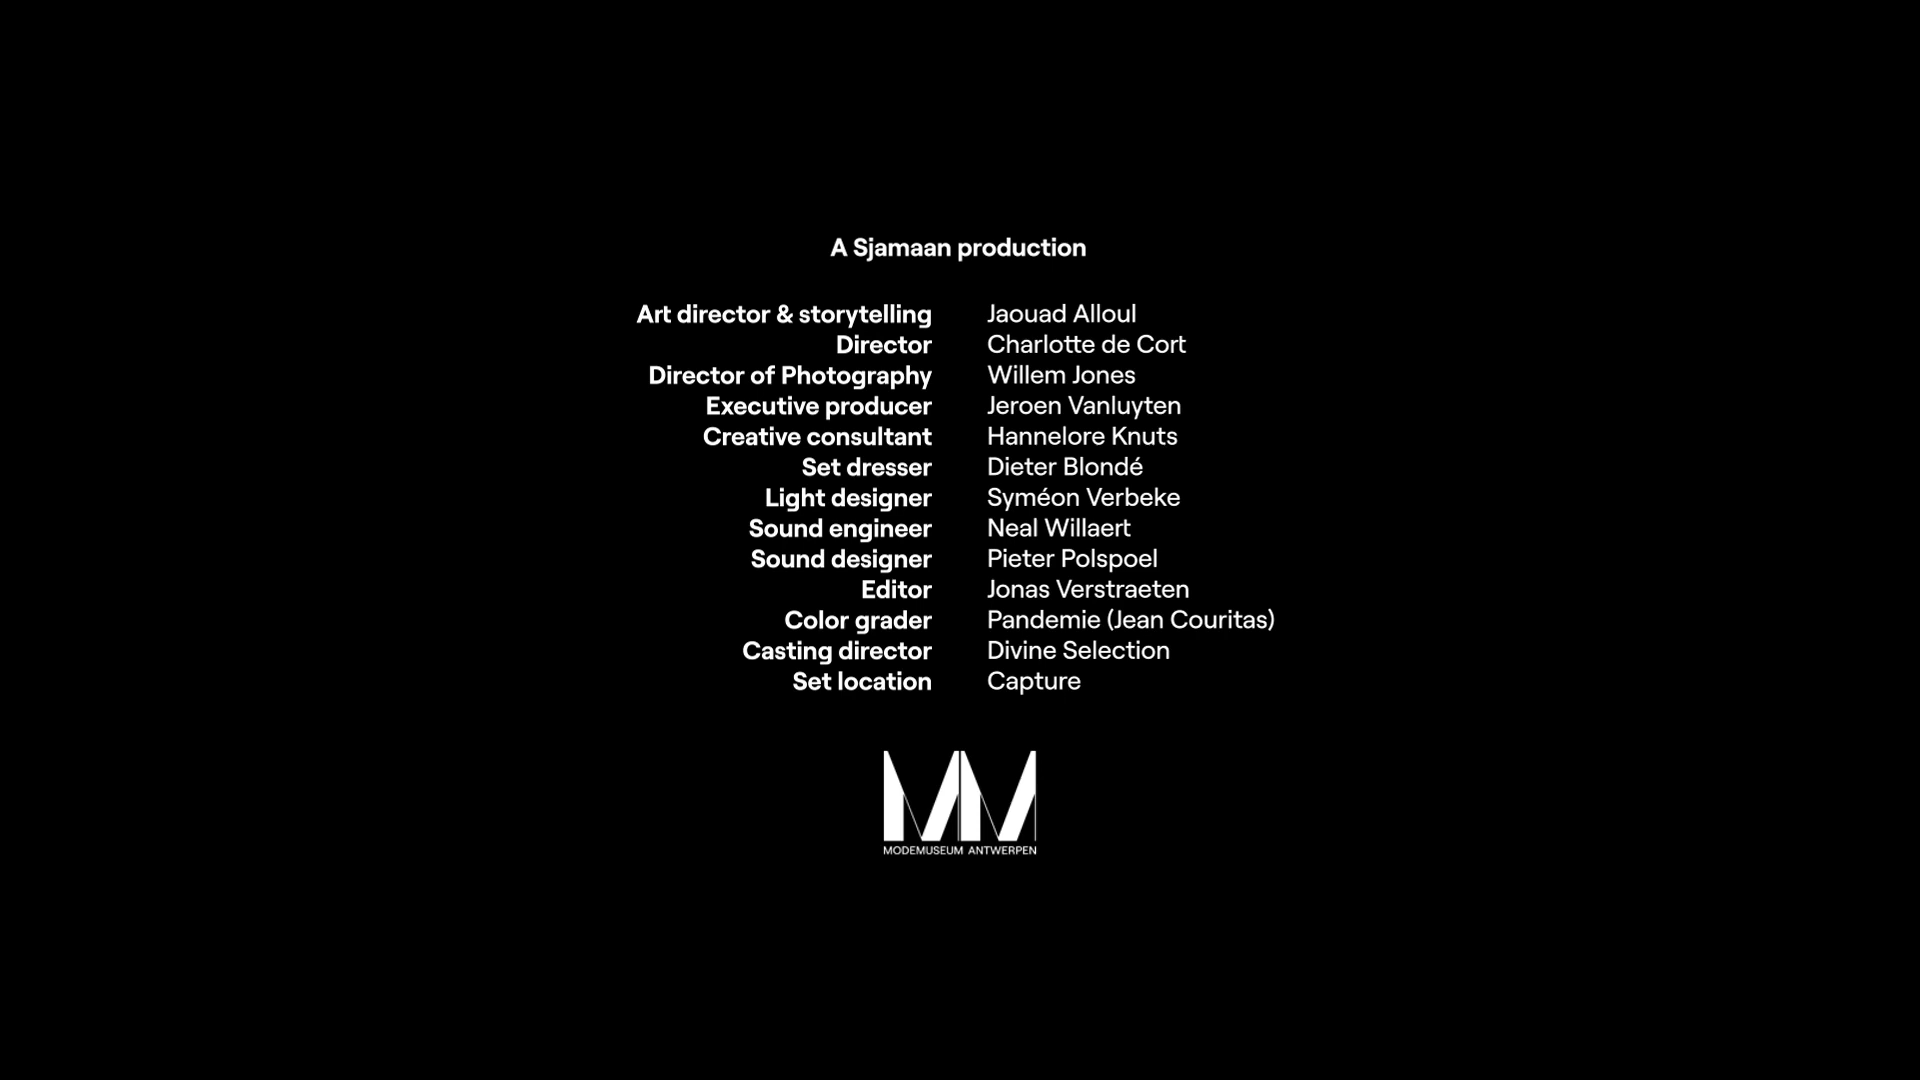 A Sjamaan production
Art director & storytelling Jaouad Alloul
Director Charlotte de Cort
Director of Photography Willem Jones
Executive producer Jeroen Vanluyten
Creative consultant Hannelore Knuts
Set dresser Dieter Blondé
Light designer Syméon Verbeke
Sound engineer Neal Willaert
Sound designer Pieter Polspoel
Editor Jonas Verstraeten
Color grader Pandemie (Jean Couritas)
Casting director Divine Selection
Set location Capture
MM
MODEMUSEUM ANTWERPEN